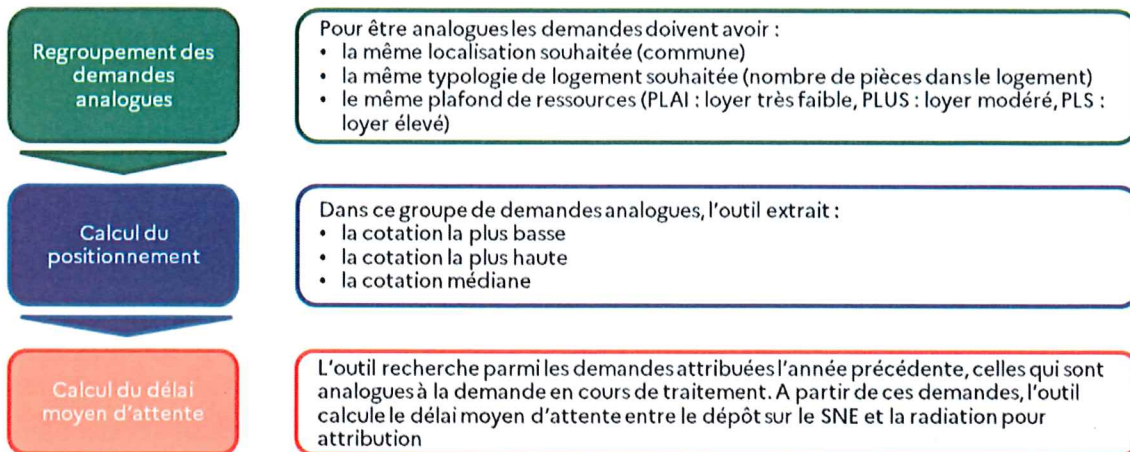 Regroupement des
demandes
analogues
Pour être analogues les demandes doivent avoir :
• la même localisation souhaitée (commune)
• la même typologie de logement souhaitée (nombre de pièces dans le logement)
• le même plafond de ressources (PLAI : loyer très faible, PLUS : loyer modéré, PLS :
loyer élevé)
Calcul du
positionnement
Dans ce groupe de demandes analogues, l'outil extrait :
• la cotation la plus basse
• la cotation la plus haute
• la cotation médiane
Calcul du délai
moyen d'attente
L'outil recherche parmi les demandes attribuées l'année précédente, celles qui sont
analogues à la demande en cours de traitement. A partir de ces demandes, l'outil
calcule le délai moyen d'attente entre le dépôt sur le SNE et la radiation pour
attribution